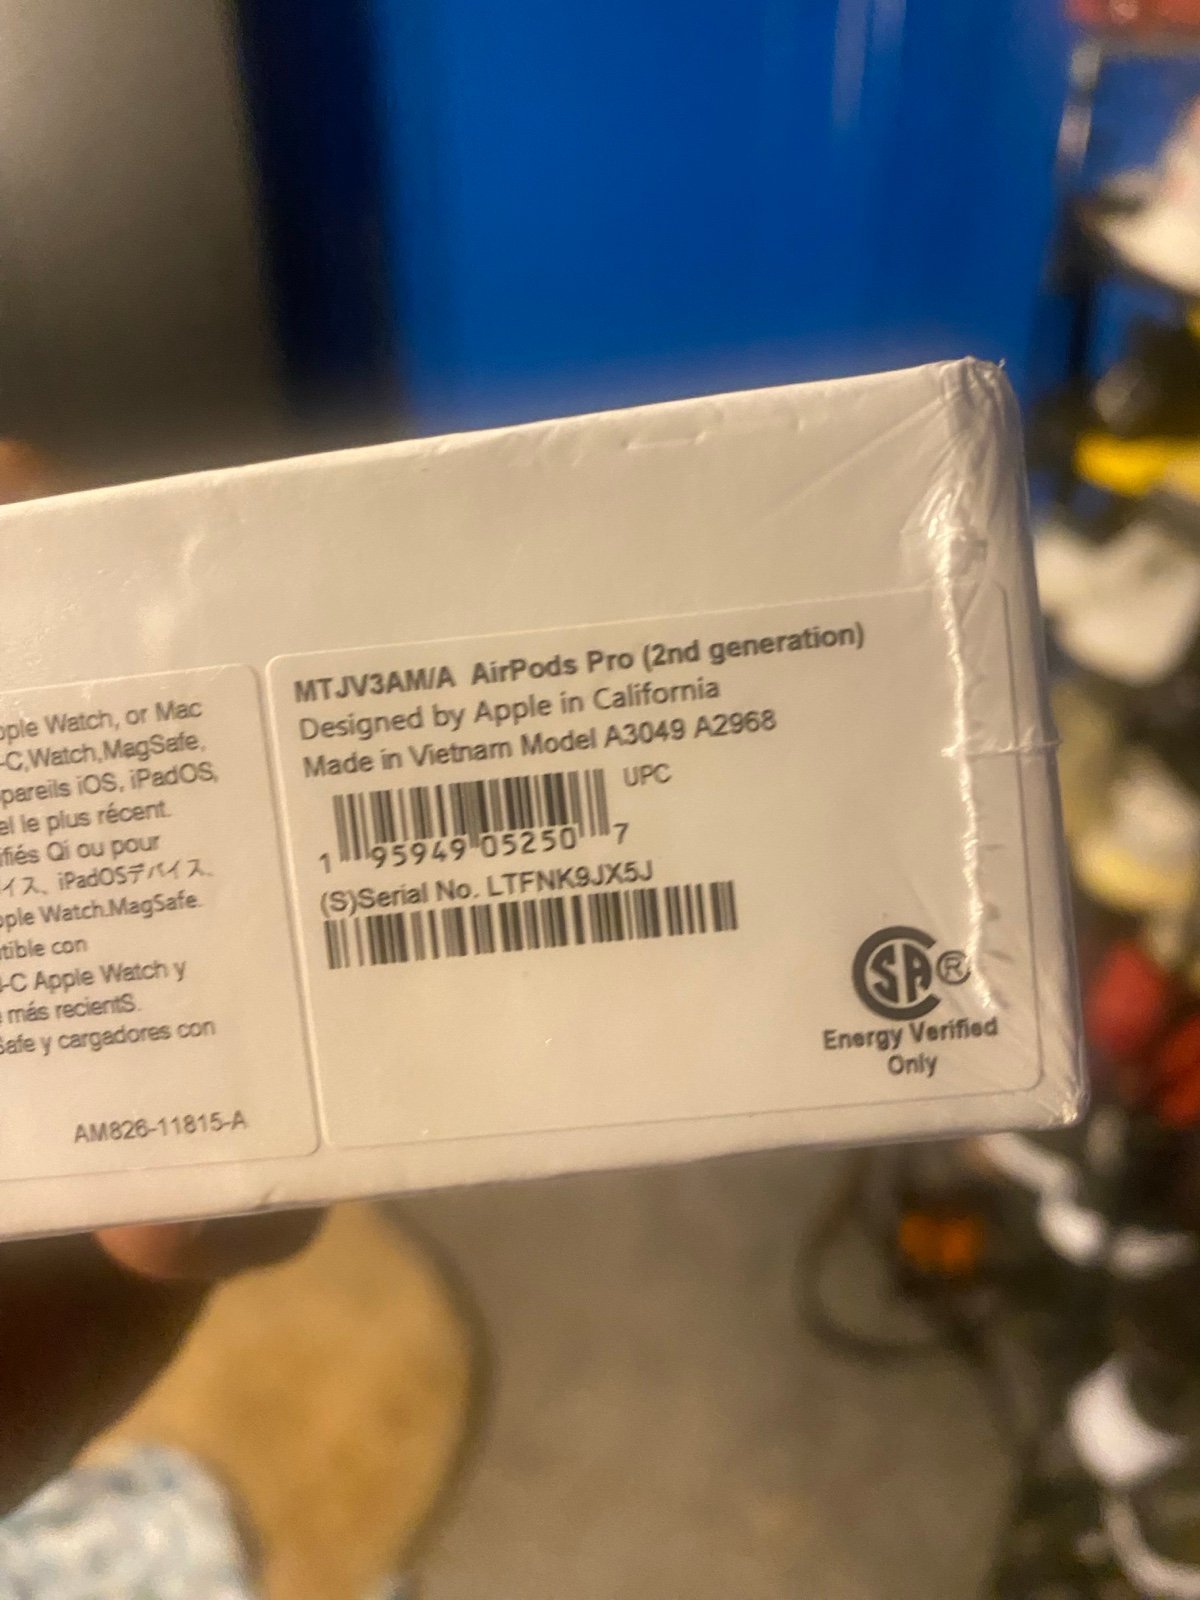 pple Watch, or Mac
-C,Watch,MagSafe,
pareils iOS, iPadOS,
el le plus récent.
ifiés Qi ou pour
イス、iPadOSデバイス、
pple Watch.MagSafe.
tible con
-C Apple Watch y
más recientS.
Safe y cargadores con
AM826-11815-A
MTJV3AM/A AirPods Pro (2nd generation)
Designed by Apple in California
Made in Vietnam Model A3049 A2968
UPC
1 95949 05250 7
(S)Serial No. LTFNK9JX5J
SA®
Energy Verified
Only